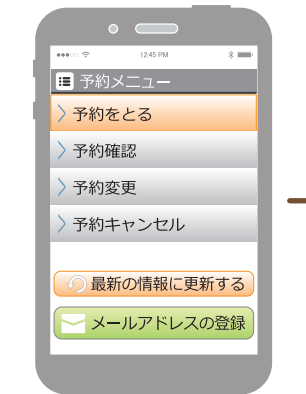 12:45 PM
予約メニュー
予約をとる
予約確認
予約変更
予約キャンセル
最新の情報に更新する
メールアドレスの登録